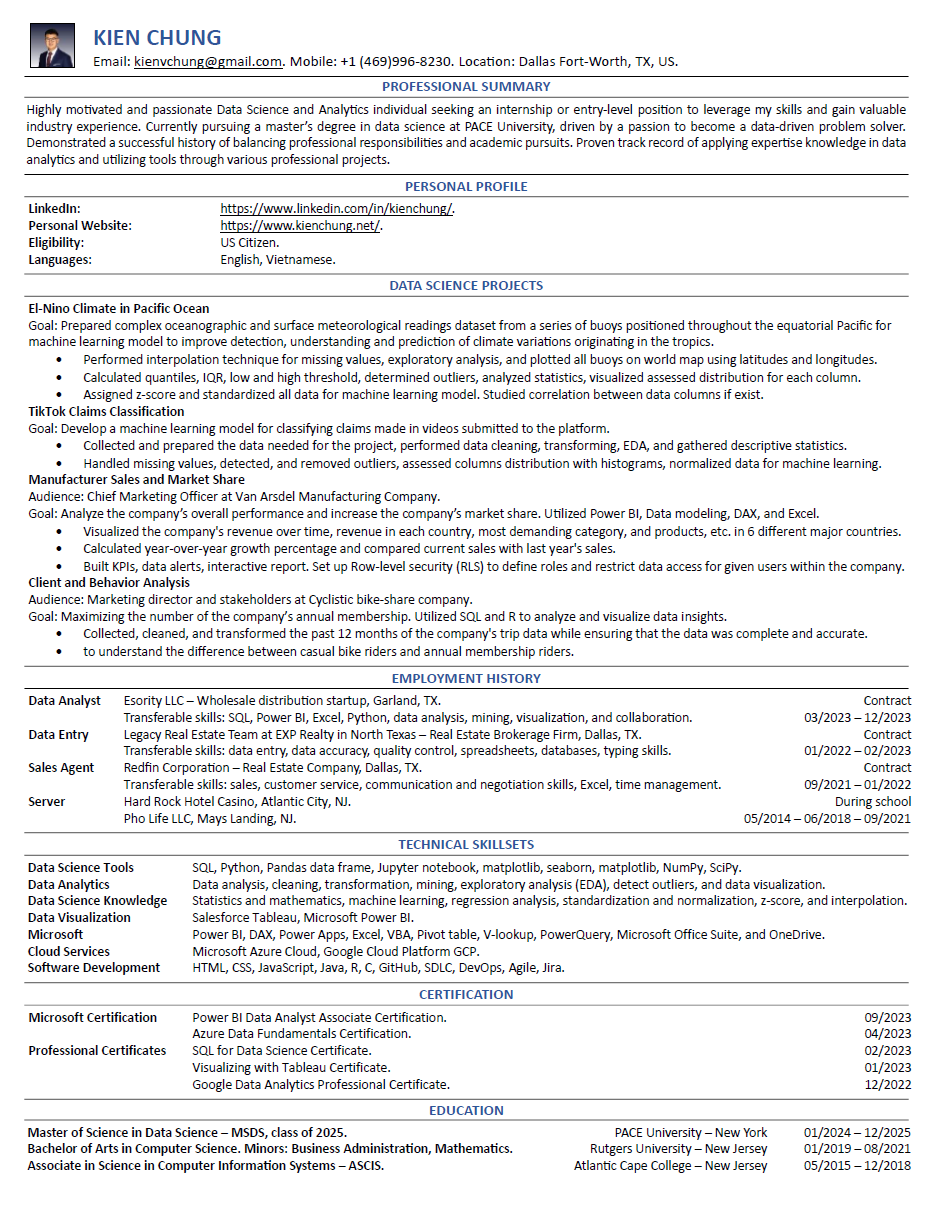 KIEN CHUNG
Email: kienvchung@gmail.com. Mobile: +1 (469)996-8230. Location: Dallas Fort-Worth, TX, US.
PROFESSIONAL SUMMARY
Highly motivated and passionate Data Science and Analytics individual seeking an internship or entry-level position to leverage my skills and gain valuable
industry experience. Currently pursuing a master's degree in data science at PACE University, driven by a passion to become a data-driven problem solver.
Demonstrated a successful history of balancing professional responsibilities and academic pursuits. Proven track record of applying expertise knowledge in data
analytics and utilizing tools through various professional projects.
PERSONAL PROFILE
LinkedIn: https://www.linkedin.com/in/kienchung/.
Personal Website: https://www.kienchung.net/.
Eligibility: US Citizen.
Languages: English, Vietnamese.
DATA SCIENCE PROJECTS
El-Nino Climate in Pacific Ocean
Goal: Prepared complex oceanographic and surface meteorological readings dataset from a series of buoys positioned throughout the equatorial Pacific for
machine learning model to improve detection, understanding and prediction of climate variations originating in the tropics.
• Performed interpolation technique for missing values, exploratory analysis, and plotted all buoys on world map using latitudes and longitudes.
• Calculated quantiles, IQR, low and high threshold, determined outliers, analyzed statistics, visualized assessed distribution for each column.
• Assigned z-score and standardized all data for machine learning model. Studied correlation between data columns if exist.
TikTok Claims Classification
Goal: Develop a machine learning model for classifying claims made in videos submitted to the platform.
• Collected and prepared the data needed for the project, performed data cleaning, transforming, EDA, and gathered descriptive statistics.
• Handled missing values, detected, and removed outliers, assessed columns distribution with histograms, normalized data for machine learning.
Manufacturer Sales and Market Share
Audience: Chief Marketing Officer at Van Arsdel Manufacturing Company.
Goal: Analyze the company's overall performance and increase the company's market share. Utilized Power BI, Data modeling, DAX, and Excel.
• Visualized the company's revenue over time, revenue in each country, most demanding category, and products, etc. in 6 different major countries.
• Calculated year-over-year growth percentage and compared current sales with last year's sales.
• Built KPIs, data alerts, interactive report. Set up Row-level security (RLS) to define roles and restrict data access for given users within the company.
Client and Behavior Analysis
Audience: Marketing director and stakeholders at Cyclistic bike-share company.
Goal: Maximizing the number of the company's annual membership. Utilized SQL and R to analyze and visualize data insights.
• Collected, cleaned, and transformed the past 12 months of the company's trip data while ensuring that the data was complete and accurate.
• to understand the difference between casual bike riders and annual membership riders.
EMPLOYMENT HISTORY
Data Analyst Esority LLC – Wholesale distribution startup, Garland, TX. Contract
Transferable skills: SQL, Power BI, Excel, Python, data analysis, mining, visualization, and collaboration. 03/2023 – 12/2023
Data Entry Legacy Real Estate Team at EXP Realty in North Texas – Real Estate Brokerage Firm, Dallas, TX. Contract
Transferable skills: data entry, data accuracy, quality control, spreadsheets, databases, typing skills. 01/2022 – 02/2023
Sales Agent Redfin Corporation – Real Estate Company, Dallas, TX. Contract
Transferable skills: sales, customer service, communication and negotiation skills, Excel, time management. 09/2021 – 01/2022
Server Hard Rock Hotel Casino, Atlantic City, NJ. During school
Pho Life LLC, Mays Landing, NJ. 05/2014 – 06/2018 – 09/2021
TECHNICAL SKILLSETS
Data Science Tools SQL, Python, Pandas data frame, Jupyter notebook, matplotlib, seaborn, matplotlib, NumPy, SciPy.
Data Analytics Data analysis, cleaning, transformation, mining, exploratory analysis (EDA), detect outliers, and data visualization.
Data Science Knowledge Statistics and mathematics, machine learning, regression analysis, standardization and normalization, z-score, and interpolation.
Data Visualization Salesforce Tableau, Microsoft Power BI.
Microsoft Power BI, DAX, Power Apps, Excel, VBA, Pivot table, V-lookup, PowerQuery, Microsoft Office Suite, and OneDrive.
Cloud Services Microsoft Azure Cloud, Google Cloud Platform GCP.
Software Development HTML, CSS, JavaScript, Java, R, C, GitHub, SDLC, DevOps, Agile, Jira.
CERTIFICATION
Microsoft Certification Power BI Data Analyst Associate Certification. 09/2023
Azure Data Fundamentals Certification. 04/2023
Professional Certificates SQL for Data Science Certificate. 02/2023
Visualizing with Tableau Certificate. 01/2023
Google Data Analytics Professional Certificate. 12/2022
EDUCATION
Master of Science in Data Science – MSDS, class of 2025. PACE University – New York 01/2024 – 12/2025
Bachelor of Arts in Computer Science. Minors: Business Administration, Mathematics. Rutgers University – New Jersey 01/2019 – 08/2021
Associate in Science in Computer Information Systems – ASCIS. Atlantic Cape College – New Jersey 05/2015 – 12/2018